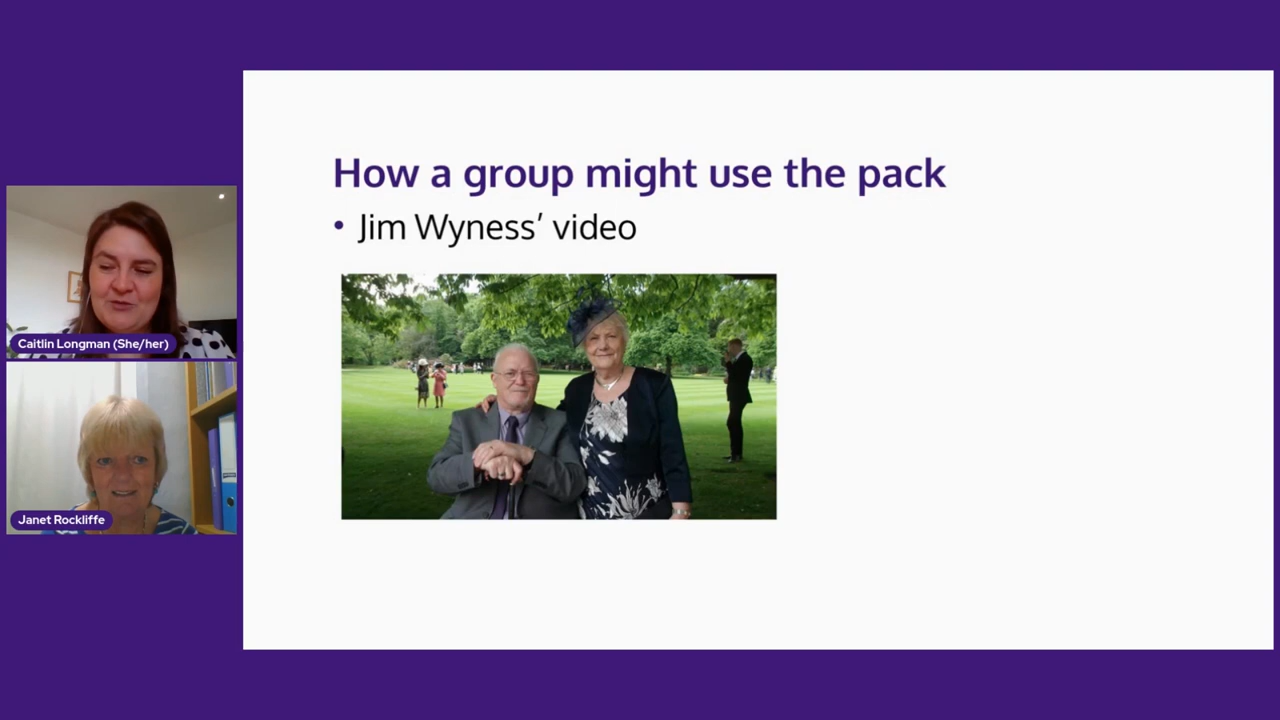 How a group might use the pack
• Jim Wyness’ video
Caitlin Longman (She/her)
Janet Rockliffe